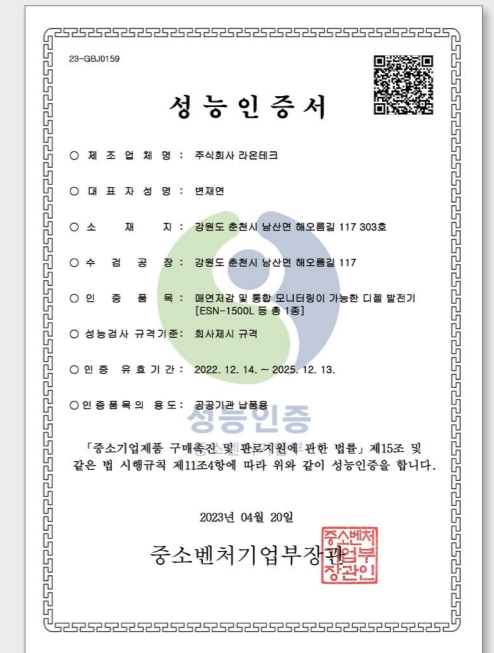 23-GBJ0159
성능인증서
○ 제 조 업 체 명 : 주식회사 라온테크
○ 대 표 자 성 명 : 변재연
○ 소 재 지 : 강원도 춘천시 남산면 해오름길 117 303호
○ 수 검 공 장 : 강원도 춘천시 남산면 해오름길 117
○ 인 증 품 목 : 매연저감 및 통합 모니터링이 가능한 디젤 발전기
[ESN-1500L 등 총 1종]
○ 성능검사 규격기준: 회사제시 규격
○ 인 증 유 효 기 간 : 2022. 12. 14. ~ 2025. 12. 13.
○ 인증품목의 용도: 공공기관 납품용
성능인증
중소벤처기업부
「중소기업제품 구매촉진 및 판로지원에 관한 법률」제15조 및
같은 법 시행규칙 제11조4항에 따라 위와 같이 성능인증을 합니다.
2023년 04월 20일
중소벤처기업부장관
중소벤처
기업부
장관인